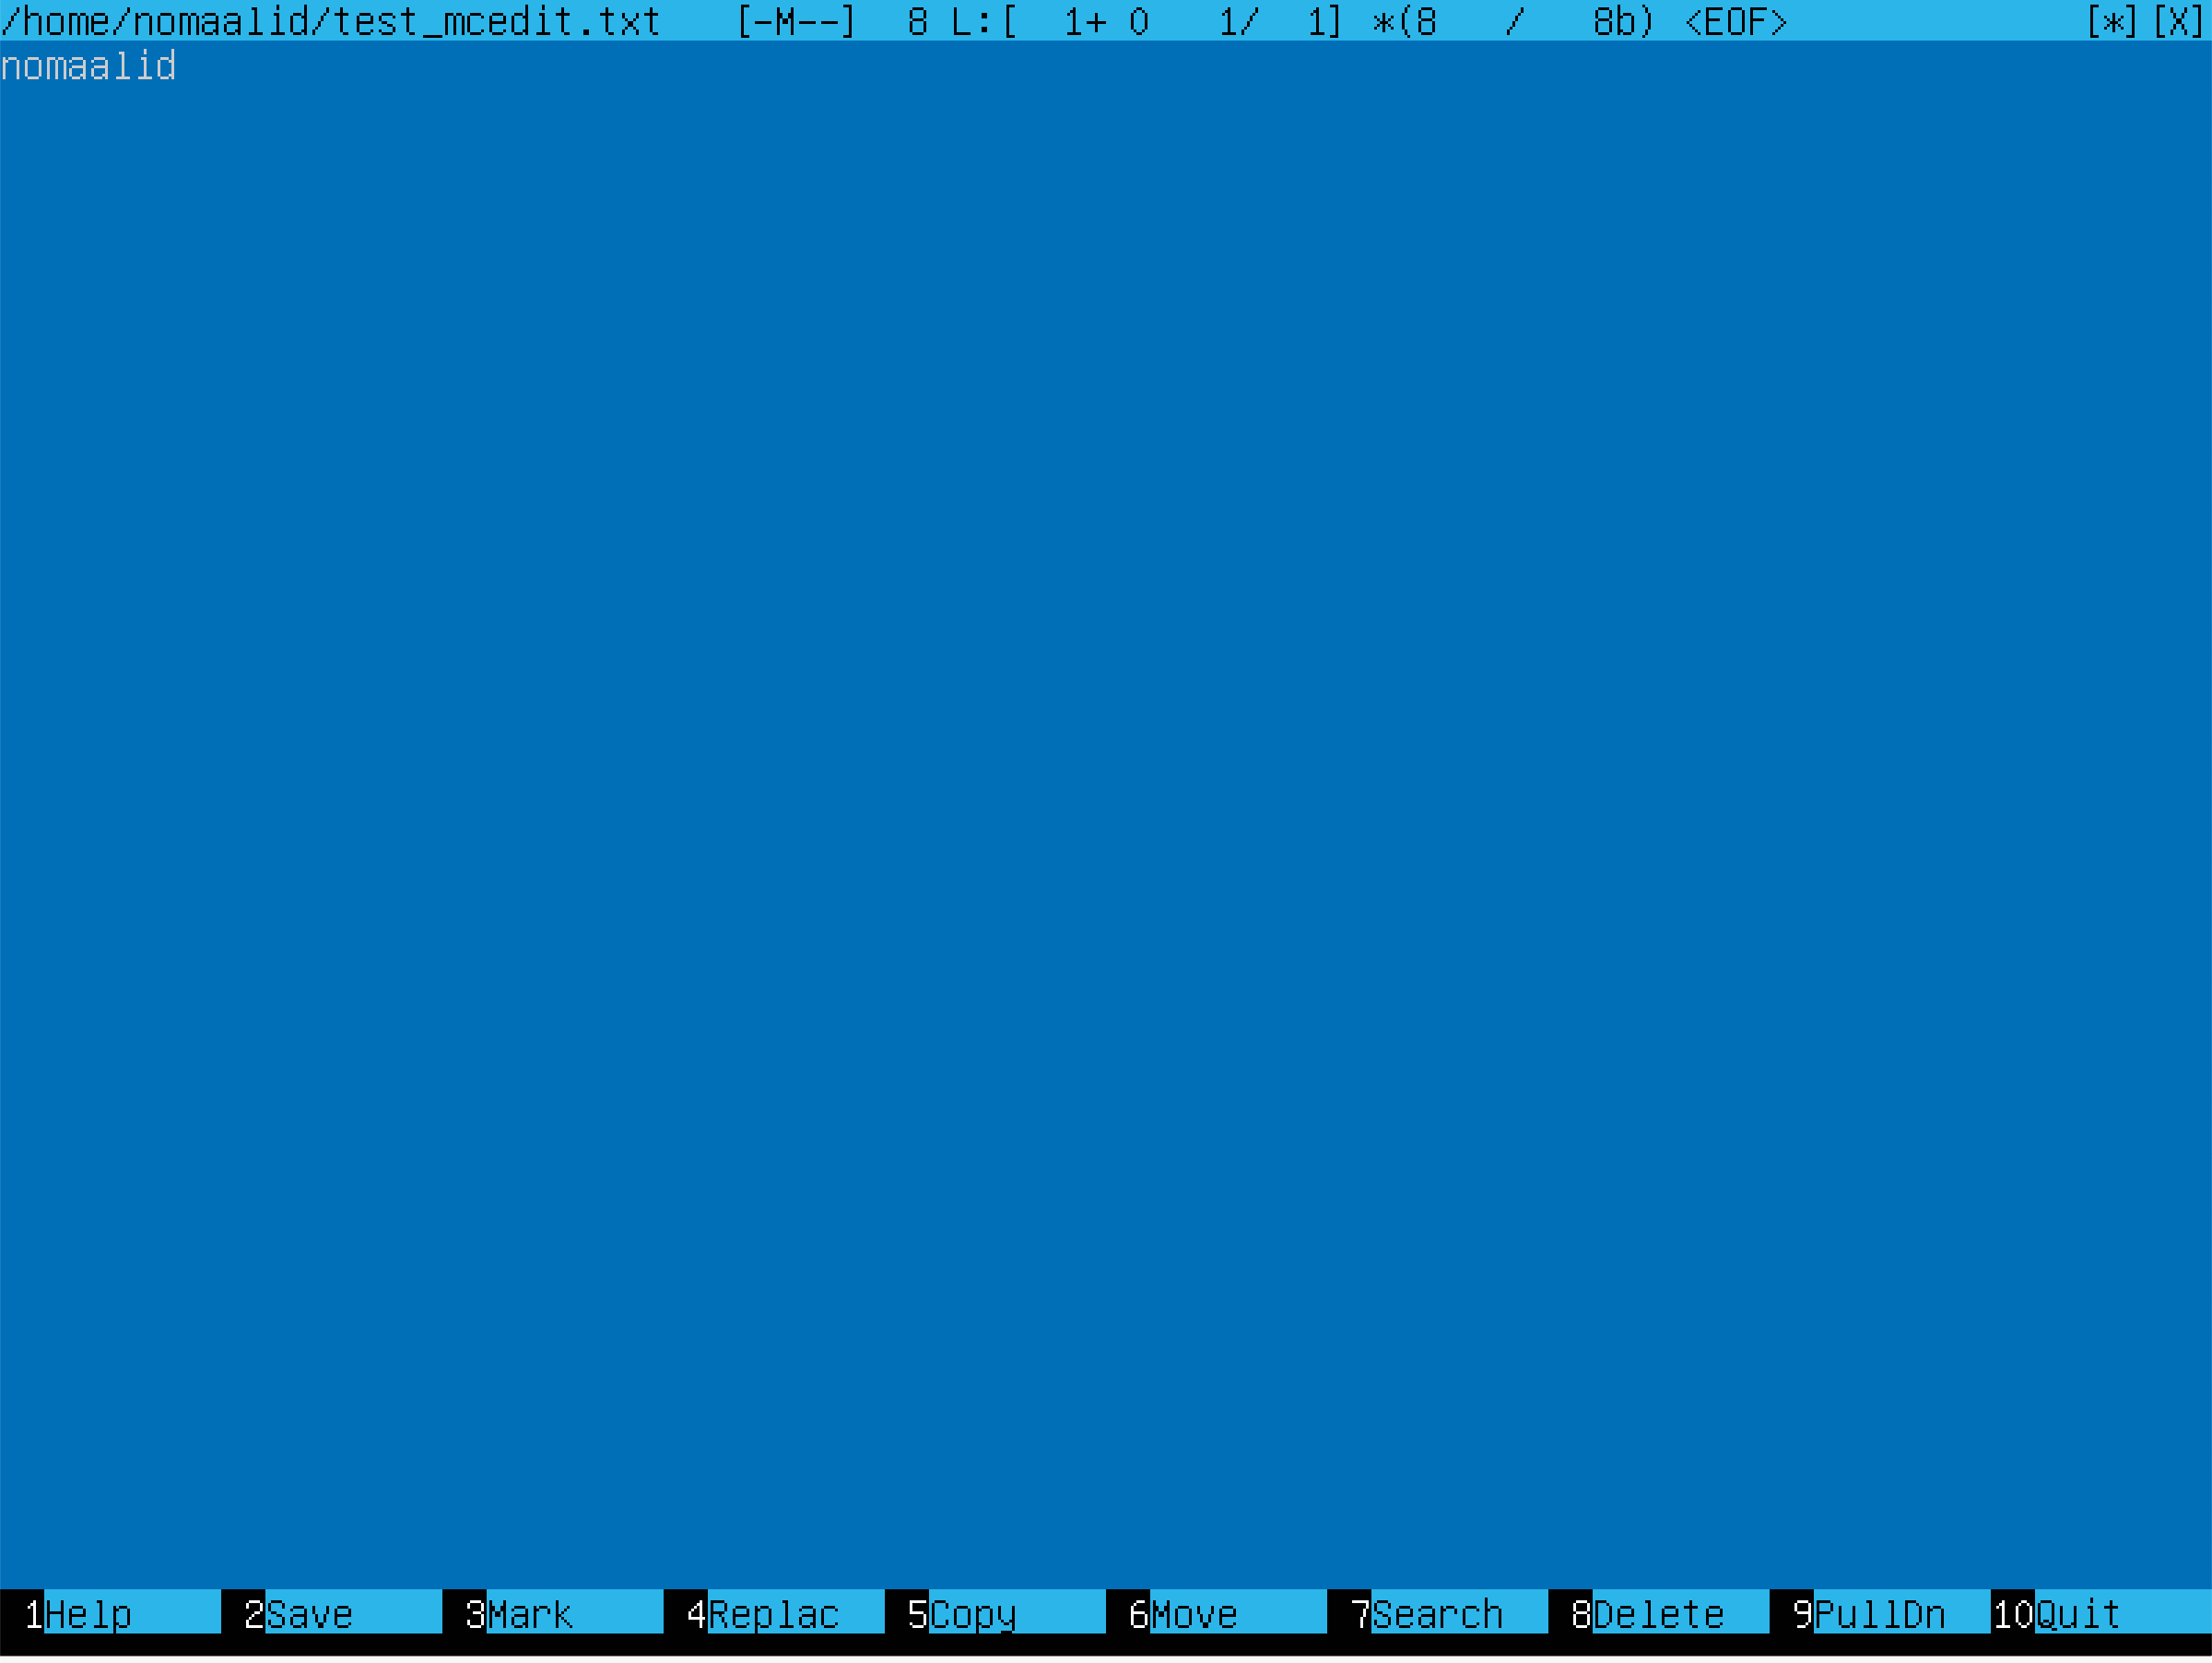 /home/nomaalid/test_mcedit.txt [-M--] 8 L:[ 1+ 0 1/ 1] *(8 / 8b) <EOF> [*][X]
nomaalid
1Help 2Save 3Mark 4Replac 5Copy 6Move 7Search 8Delete 9PullDn 10Quit